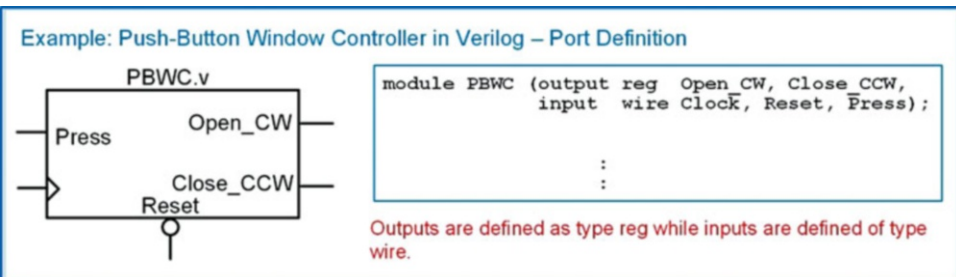 Example: Push-Button Window Controller in Verilog – Port Definition
PBWC.v
Press
Open_CW
Close_CCW
Reset
module PBWC (output reg Open_CW, Close_CCW,
input wire Clock, Reset, Press);
:
:
Outputs are defined as type reg while inputs are defined of type
wire.